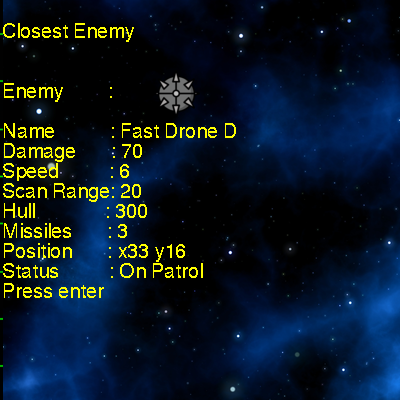 Closest Enemy
Enemy :
Name : Fast Drone D
Damage : 70
Speed : 6
Scan Range: 20
Hull : 300
Missiles : 3
Position : x33 y16
Status : On Patrol
Press enter